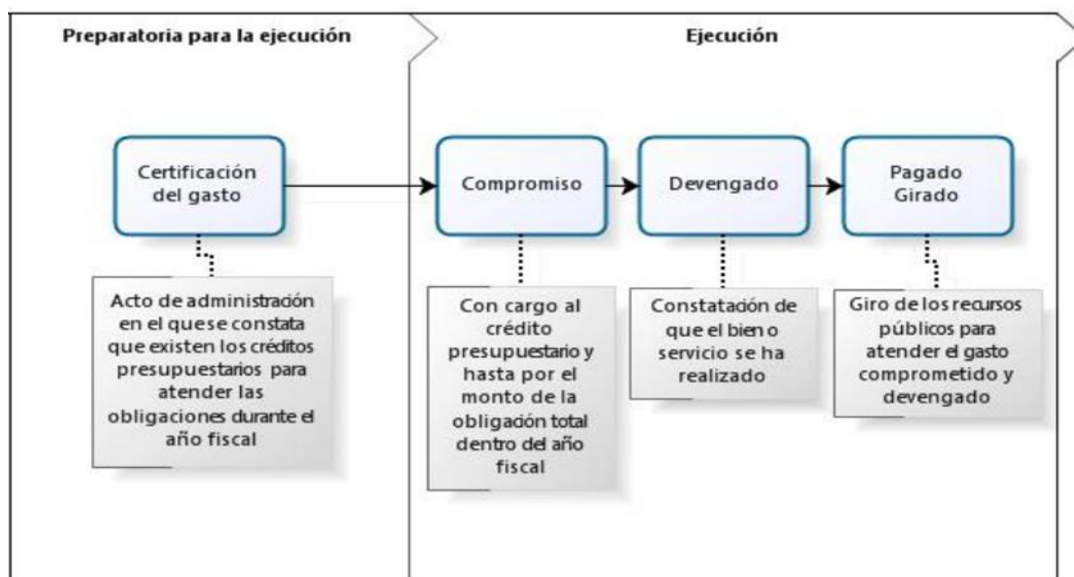 Preparatoria para la ejecución
Ejecución
Certificación
del gasto
Compromiso
Devengado
Pagado
Girado
Acto de administración
en el quese constata
que existen los créditos
presupuestarios para
atender las
obligaciones durante el
año fiscal
Con cargo al
crédito
presupuestario y
hasta por el
monto de la
obligación total
dentro del año
fiscal
Constatación de
que el bien o
servicio se ha
realizado
Giro de los recursos
públicos para
atender el gasto
comprometido y
devengado